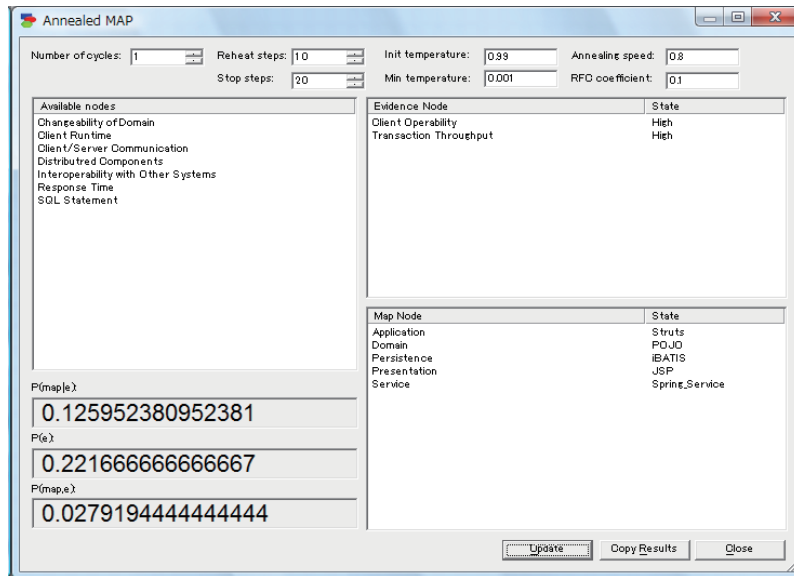 Annealed MAP
Number of cycles: 1 Reheat steps: 10 Init temperature: 0.99 Annealing speed: 0.8
Stop steps: 20 Min temperature: 0.001 RFC coefficient: 0.1
Available nodes
Changeability of Domain
Client Runtime
Client/Server Communication
Distributred Components
Interoperability with Other Systems
Response Time
SQL Statement
Evidence Node State
Client Operability High
Transaction Throughput High
Map Node State
Application Struts
Domain POJO
Persistence iBATIS
Presentation JSP
Service Spring_Service
P(map|e):
0.125952380952381
P(e):
0.221666666666667
P(map,e):
0.0279194444444444
Update Copy Results Close